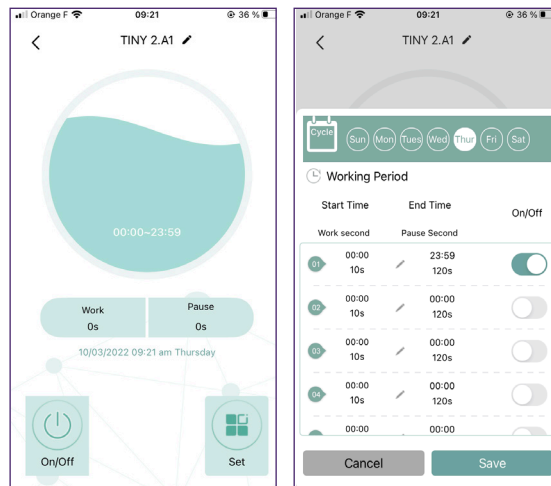 Orange F 09:21 36 %
TINY 2.A1
00:00~23:59
Work Pause
0s 0s
10/03/2022 09:21 am Thursday
On/Off Set
Orange F 09:21 36 %
TINY 2.A1
Cycle Sun Mon Tues Wed Thur Fri Sat
Working Period
Start Time End Time On/Off
Work second Pause Second
01 00:00 23:59
10s 120s
02 00:00 00:00
10s 120s
03 00:00 00:00
10s 120s
04 00:00 00:00
10s 120s
00:00 00:00
Cancel Save